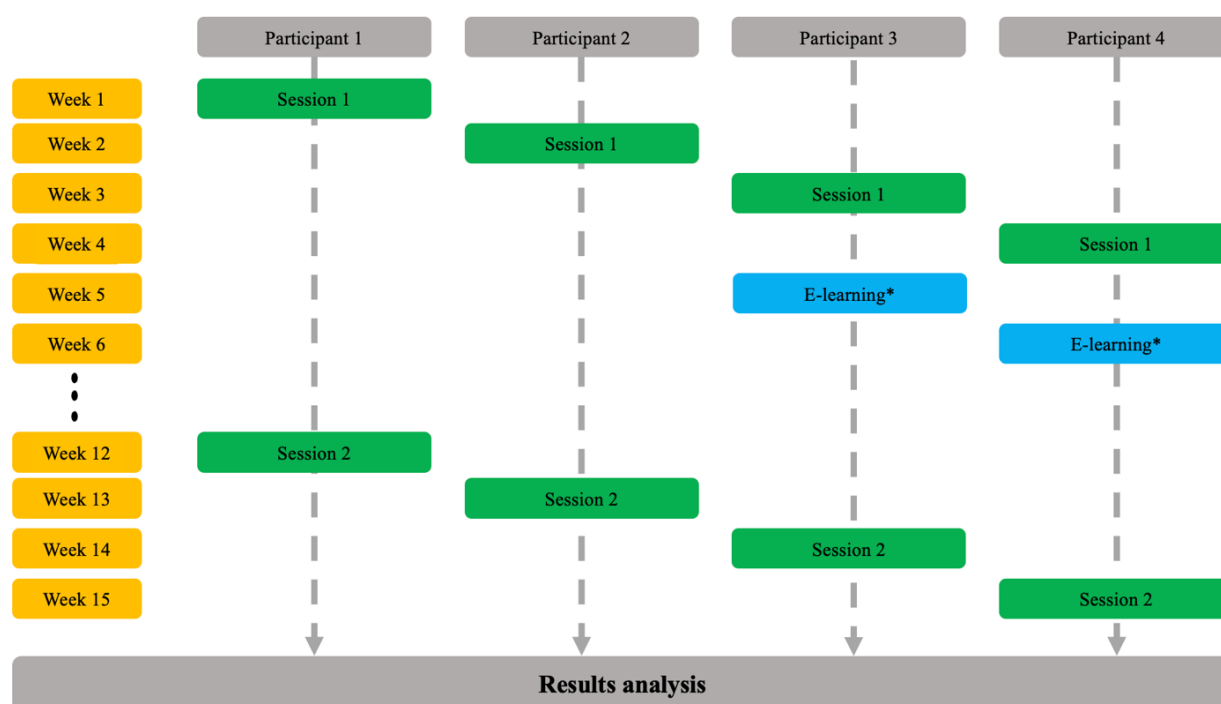 Participant 1
Participant 2
Participant 3
Participant 4
Week 1
Session 1
Week 2
Session 1
Week 3
Session 1
Week 4
Session 1
Week 5
E-learning*
Week 6
E-learning*
Week 12
Session 2
Week 13
Session 2
Week 14
Session 2
Week 15
Session 2
Results analysis